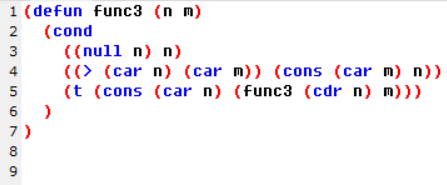 1 (defun func3 (n m)
2 (cond
3 ((null n) n)
4 ((> (car n) (car m)) (cons (car m) n))
5 (t (cons (car n) (func3 (cdr n) m)))
6 )
7 )
8
9